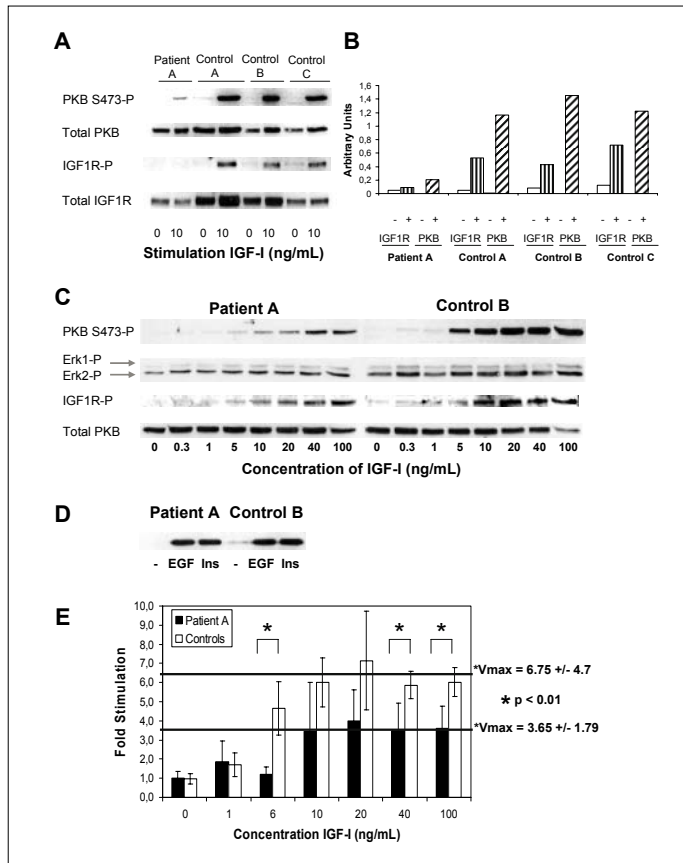 A
Patient A Control A Control B Control C
PKB S473-P
Total PKB
IGF1R-P
Total IGF1R
0 10 0 10 0 10 0 10
Stimulation IGF-I (ng/mL)
B
Arbitrary Units
1,6
1,4
1,2
1
0,8
0,6
0,4
0,2
0
- + - + - + - + - + - + - + - +
IGF1R PKB IGF1R PKB IGF1R PKB IGF1R PKB
Patient A Control A Control B Control C
C
Patient A Control B
PKB S473-P
Erk1-P
Erk2-P
IGF1R-P
Total PKB
0 0.3 1 5 10 20 40 100 0 0.3 1 5 10 20 40 100
Concentration of IGF-I (ng/mL)
D
Patient A Control B
- EGF Ins - EGF Ins
E
Fold Stimulation
10,0
9,0
8,0
7,0
6,0
5,0
4,0
3,0
2,0
1,0
0,0
Patient A
Controls
* * *
*Vmax = 6.75 +/- 4.7
* p < 0.01
*Vmax = 3.65 +/- 1.79
0 1 6 10 20 40 100
Concentration IGF-I (ng/mL)